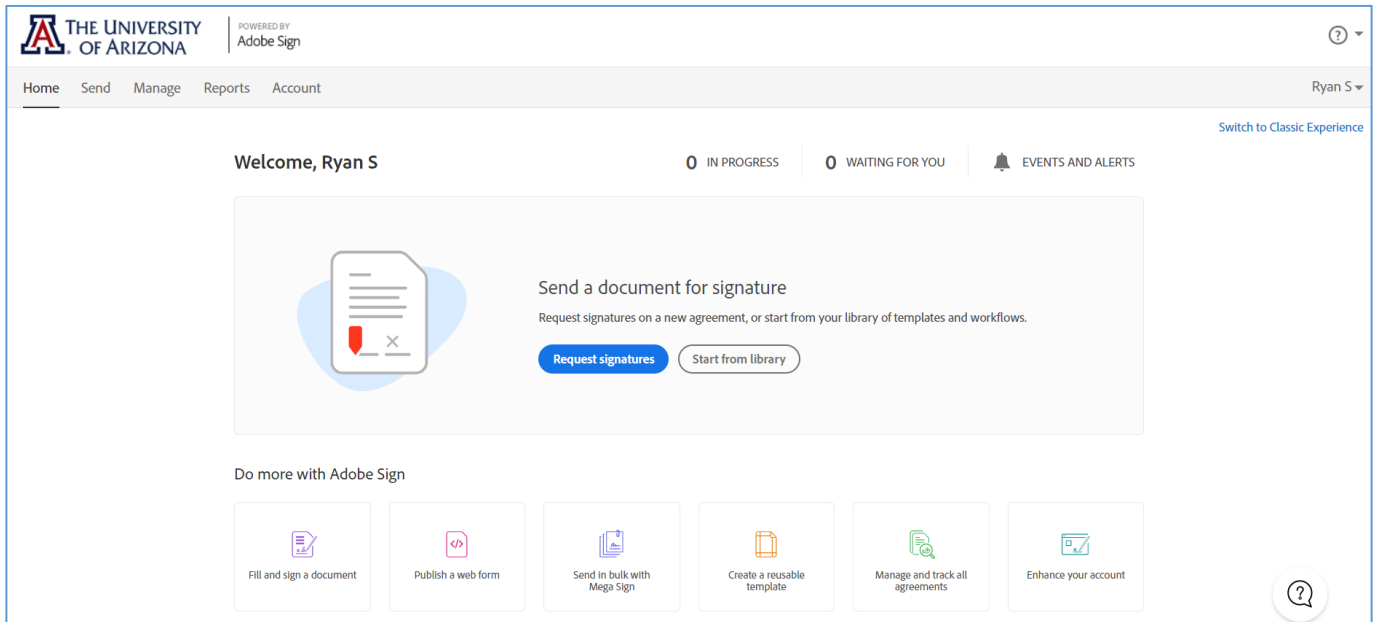 THE UNIVERSITY
OF ARIZONA
POWERED BY
Adobe Sign
Home Send Manage Reports Account Ryan S
Switch to Classic Experience
Welcome, Ryan S 0 IN PROGRESS 0 WAITING FOR YOU EVENTS AND ALERTS
Send a document for signature
Request signatures on a new agreement, or start from your library of templates and workflows.
Request signatures Start from library
Do more with Adobe Sign
Fill and sign a document
Publish a web form
Send in bulk with
Mega Sign
Create a reusable
template
Manage and track all
agreements
Enhance your account